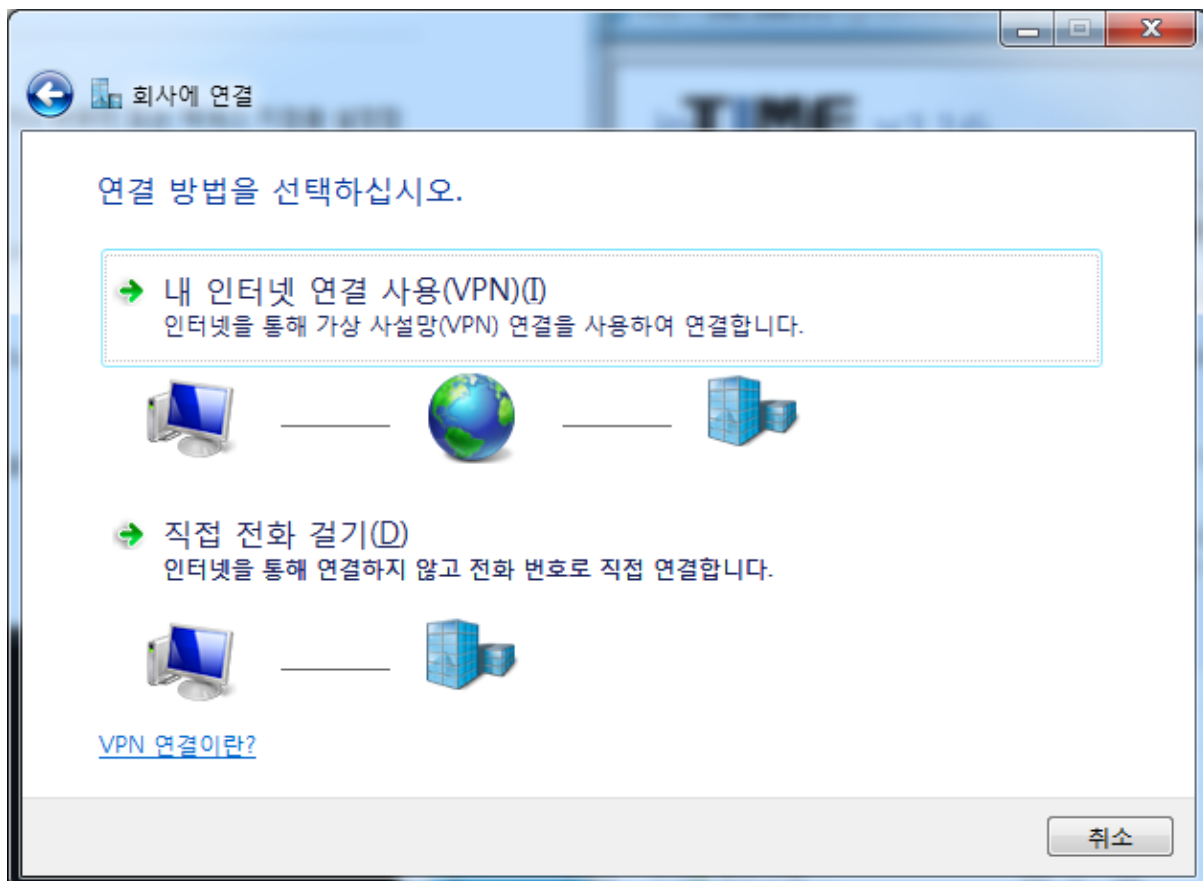 회사에 연결
TIME
연결 방법을 선택하십시오.
내 인터넷 연결 사용(VPN)(I)
인터넷을 통해 가상 사설망(VPN) 연결을 사용하여 연결합니다.
직접 전화 걸기(D)
인터넷을 통해 연결하지 않고 전화 번호로 직접 연결합니다.
VPN 연결이란?
취소